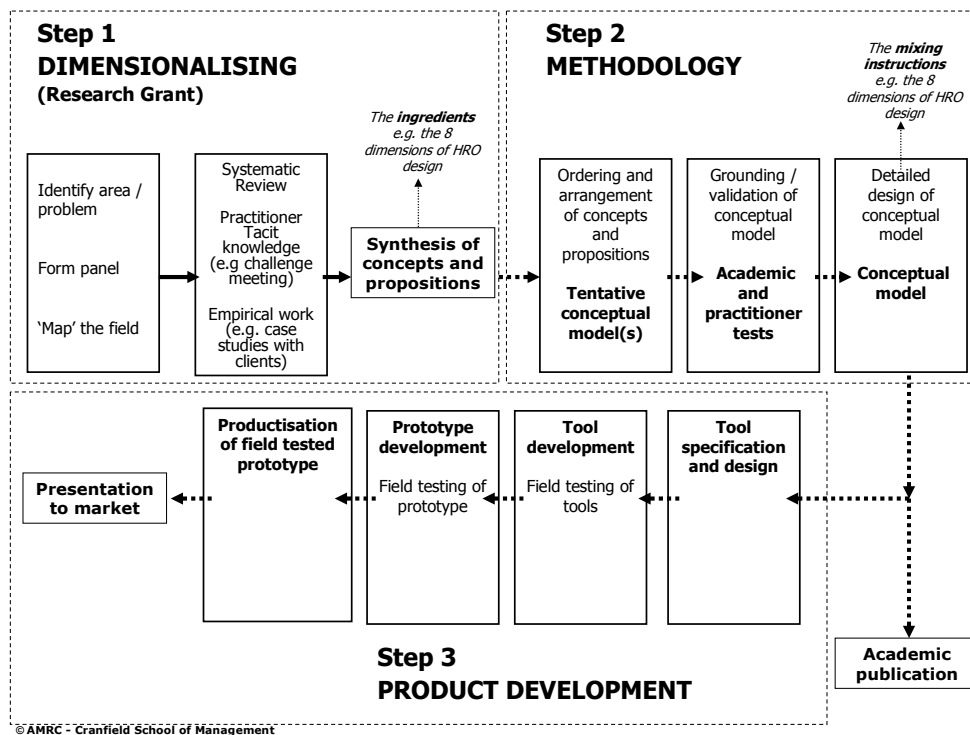 Step 1
DIMENSIONALISING
(Research Grant)
The ingredients
e.g. the 8
dimensions of HRO
design
Identify area /
problem
Form panel
‘Map’ the field
Systematic
Review
Practitioner
Tacit
knowledge
(e.g challenge
meeting)
Empirical work
(e.g. case
studies with
clients)
Synthesis of
concepts and
propositions
Step 2
METHODOLOGY
The mixing
instructions
e.g. the 8
dimensions of HRO
design
Ordering and
arrangement
of concepts
and
propositions
Tentative
conceptual
model(s)
Grounding /
validation of
conceptual
model
Academic
and
practitioner
tests
Detailed
design of
conceptual
model
Conceptual
model
Productisation
of field tested
prototype
Prototype
development
Field testing of
prototype
Tool
development
Field testing of
tools
Tool
specification
and design
Presentation
to market
Step 3
PRODUCT DEVELOPMENT
Academic
publication
© AMRC - Cranfield School of Management